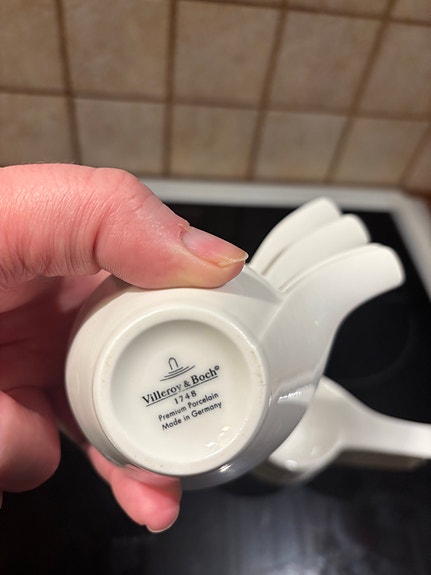 Villeroy & Boch®
1748
Premium Porcelain
Made in Germany